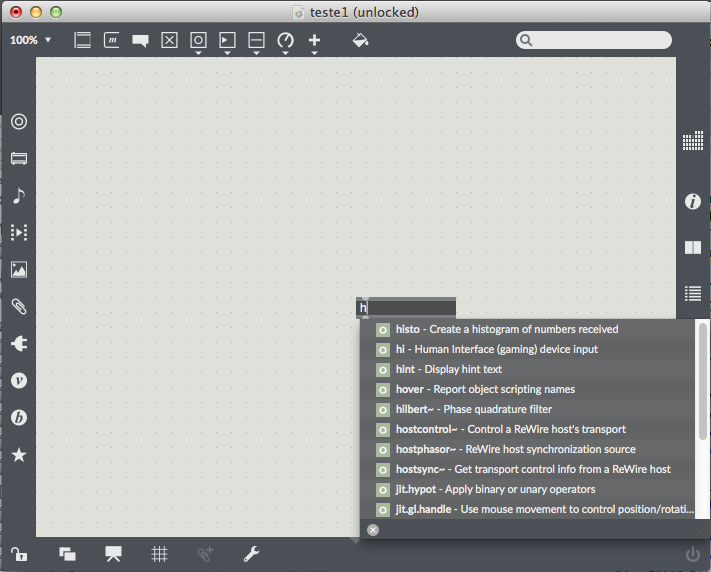 teste1 (unlocked)
100%
m
h
histo - Create a histogram of numbers received
hi - Human Interface (gaming) device input
hint - Display hint text
hover - Report object scripting names
hilbert~ - Phase quadrature filter
hostcontrol~ - Control a ReWire host's transport
hostphasor~ - ReWire host synchronization source
hostsync~ - Get transport control info from a ReWire host
jit.hypot - Apply binary or unary operators
jit.gl.handle - Use mouse movement to control position/rotati...
v
b